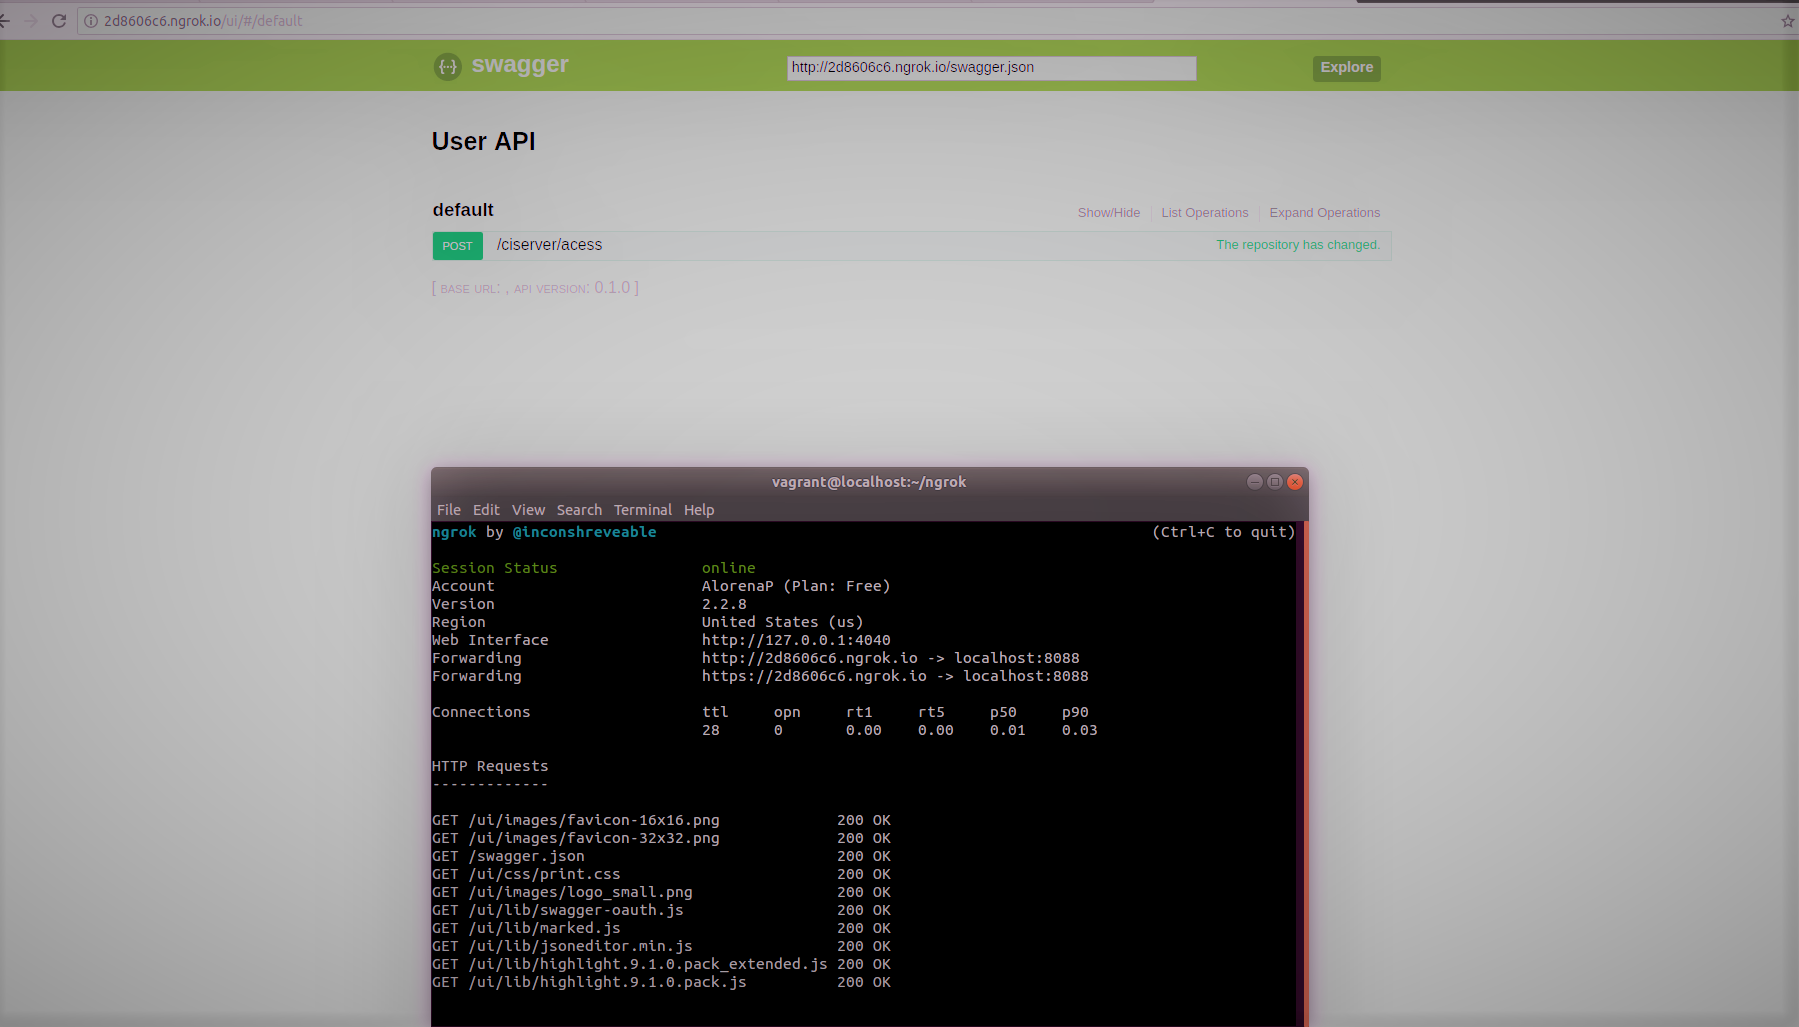 2d8606c6.ngrok.io/ui/#/default
{···} swagger
http://2d8606c6.ngrok.io/swagger.json
Explore
User API
default
Show/Hide
List Operations
Expand Operations
POST /ciserver/acess The repository has changed.
[ BASE URL: , API VERSION: 0.1.0 ]
vagrant@localhost:~/ngrok
File Edit View Search Terminal Help
ngrok by @inconshreveable (Ctrl+C to quit)
Session Status online
Account AlorenaP (Plan: Free)
Version 2.2.8
Region United States (us)
Web Interface http://127.0.0.1:4040
Forwarding http://2d8606c6.ngrok.io -> localhost:8088
Forwarding https://2d8606c6.ngrok.io -> localhost:8088
Connections ttl opn rt1 rt5 p50 p90
28 0 0.00 0.00 0.01 0.03
HTTP Requests
-------------
GET /ui/images/favicon-16x16.png 200 OK
GET /ui/images/favicon-32x32.png 200 OK
GET /swagger.json 200 OK
GET /ui/css/print.css 200 OK
GET /ui/images/logo_small.png 200 OK
GET /ui/lib/swagger-oauth.js 200 OK
GET /ui/lib/marked.js 200 OK
GET /ui/lib/jsoneditor.min.js 200 OK
GET /ui/lib/highlight.9.1.0.pack_extended.js 200 OK
GET /ui/lib/highlight.9.1.0.pack.js 200 OK